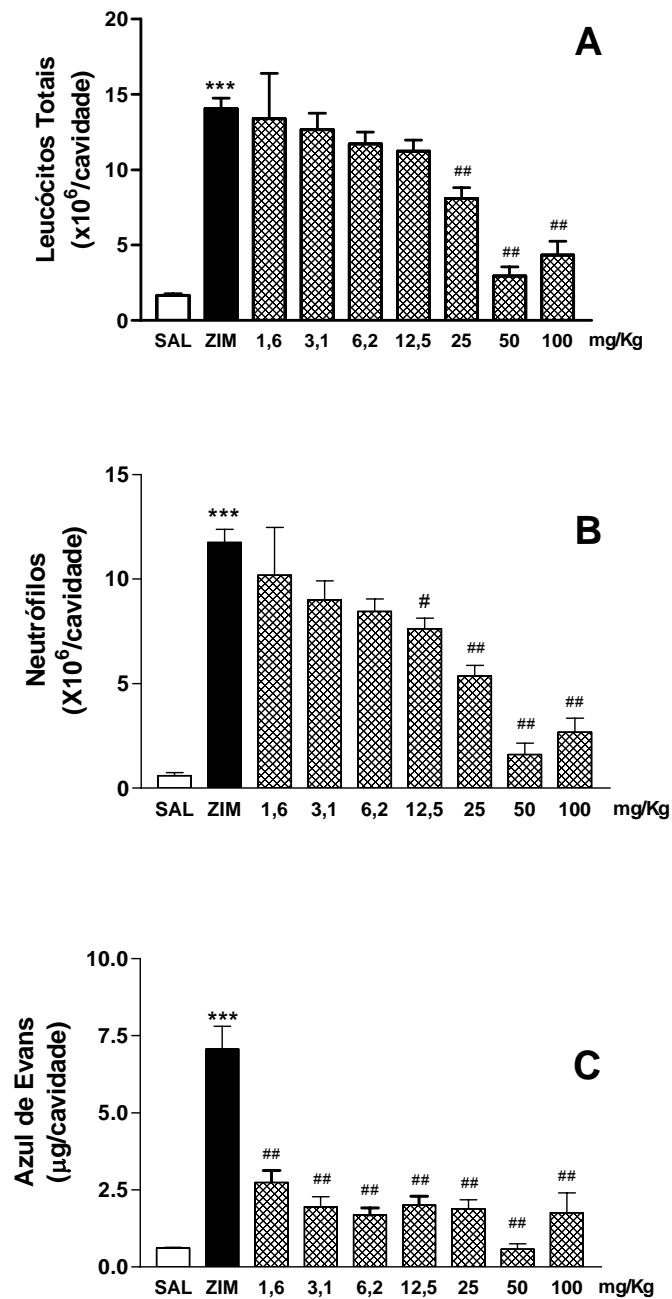 A
Leucócitos Totais
(x10⁶/cavidade)
20
15
10
5
0
***
##
##
##
SAL ZIM 1,6 3,1 6,2 12,5 25 50 100 mg/Kg
B
Neutrófilos
(X10⁶/cavidade)
15
10
5
0
***
#
##
##
##
SAL ZIM 1,6 3,1 6,2 12,5 25 50 100 mg/Kg
C
Azul de Evans
(µg/cavidade)
10.0
7.5
5.0
2.5
0.0
***
##
##
##
##
##
##
##
SAL ZIM 1,6 3,1 6,2 12,5 25 50 100 mg/Kg